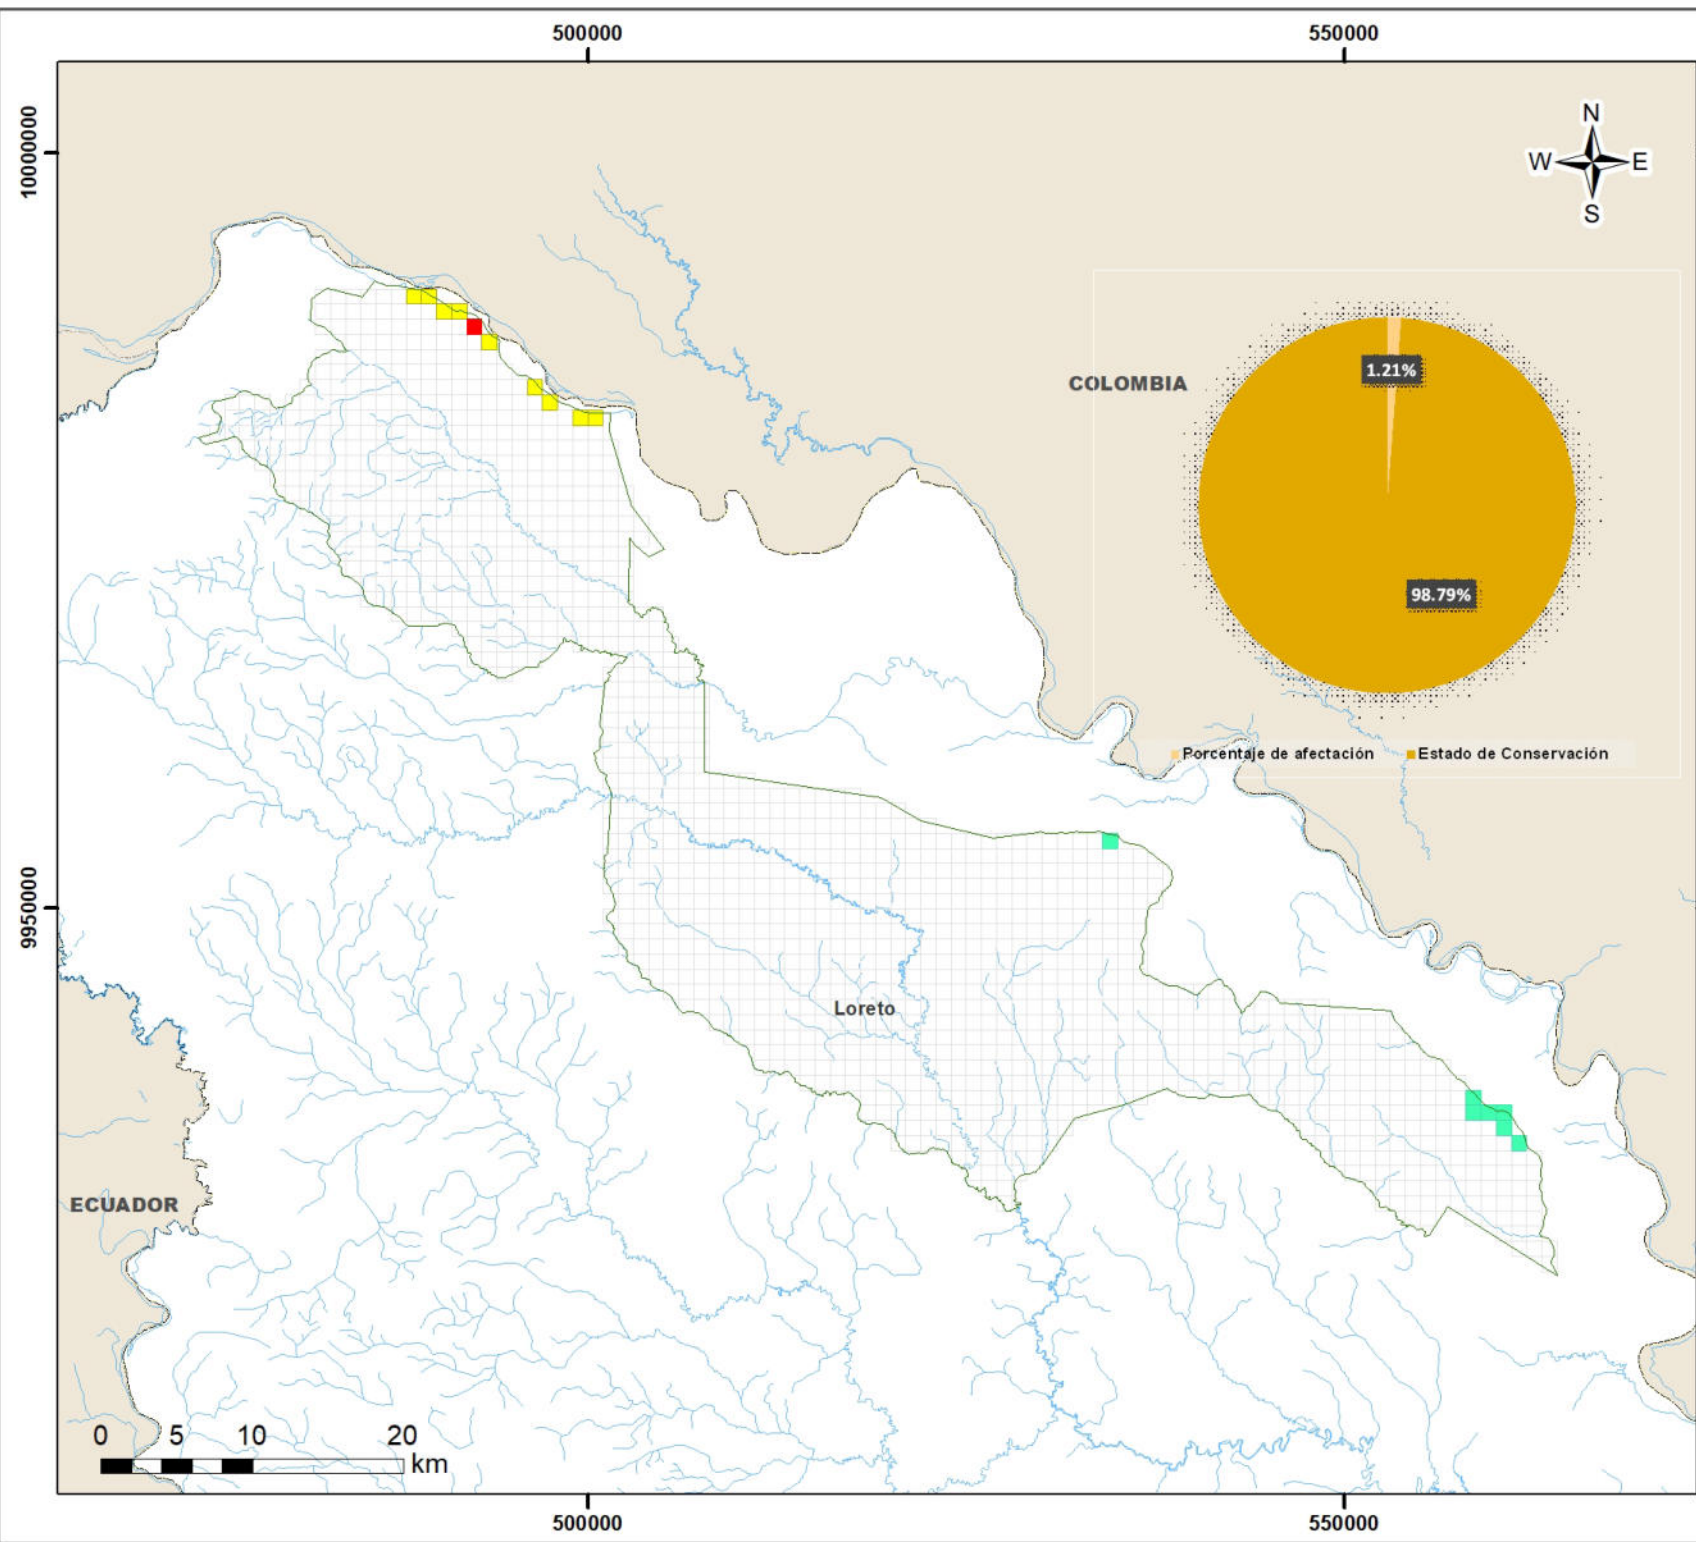 500000
550000
10000000
N
W
E
S
COLOMBIA
1.21%
98.79%
Porcentaje de afectación
Estado de Conservación
9950000
Loreto
ECUADOR
0 5 10 20
km
500000
550000